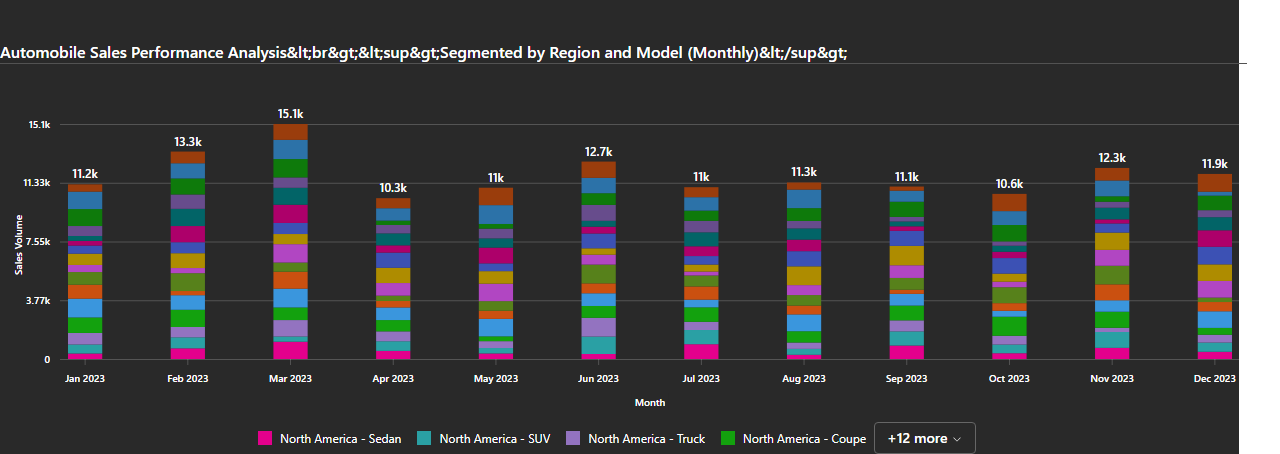 Automobile Sales Performance Analysis&lt;br&gt;&lt;sup&gt;Segmented by Region and Model (Monthly)&lt;/sup&gt;
15.1k
13.3k
12.7k
12.3k
11.9k
11.2k
11.3k
11k
11k
11.1k
10.6k
10.3k
15.1k
11.33k
7.55k
3.77k
0
Sales Volume
Jan 2023 Feb 2023 Mar 2023 Apr 2023 May 2023 Jun 2023 Jul 2023 Aug 2023 Sep 2023 Oct 2023 Nov 2023 Dec 2023
Month
North America - Sedan North America - SUV North America - Truck North America - Coupe +12 more